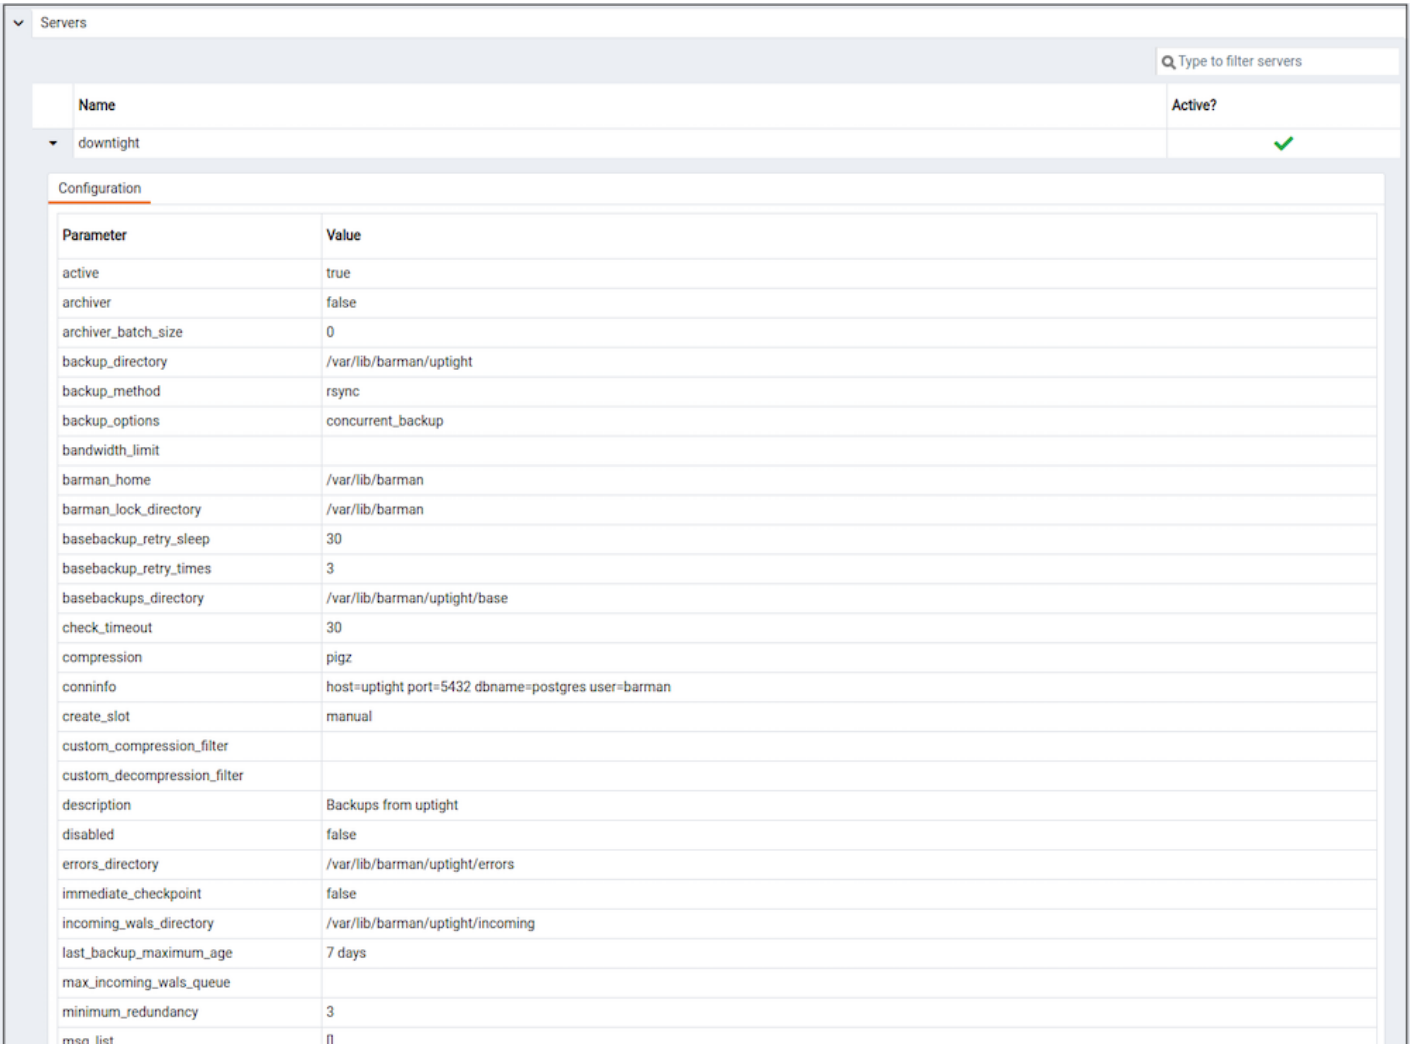 Servers
Type to filter servers
Name Active?
downtight
Configuration
Parameter Value
active true
archiver false
archiver_batch_size 0
backup_directory /var/lib/barman/uptight
backup_method rsync
backup_options concurrent_backup
bandwidth_limit
barman_home /var/lib/barman
barman_lock_directory /var/lib/barman
basebackup_retry_sleep 30
basebackup_retry_times 3
basebackups_directory /var/lib/barman/uptight/base
check_timeout 30
compression pigz
conninfo host=uptight port=5432 dbname=postgres user=barman
create_slot manual
custom_compression_filter
custom_decompression_filter
description Backups from uptight
disabled false
errors_directory /var/lib/barman/uptight/errors
immediate_checkpoint false
incoming_wals_directory /var/lib/barman/uptight/incoming
last_backup_maximum_age 7 days
max_incoming_wals_queue
minimum_redundancy 3
msg_list []